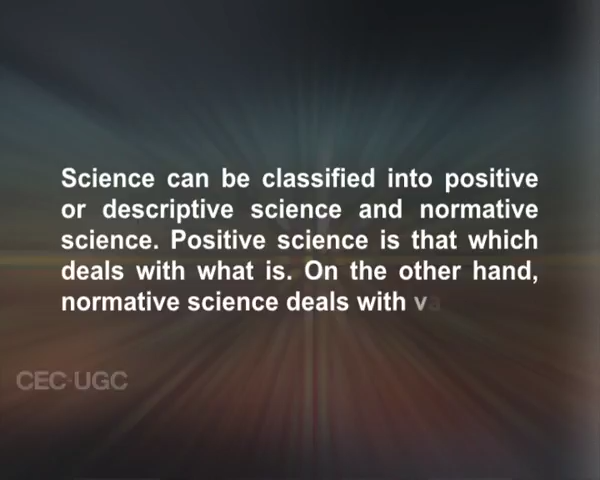 Science can be classified into positive
or descriptive science and normative
science. Positive science is that which
deals with what is. On the other hand,
normative science deals with va
CEC-UGC